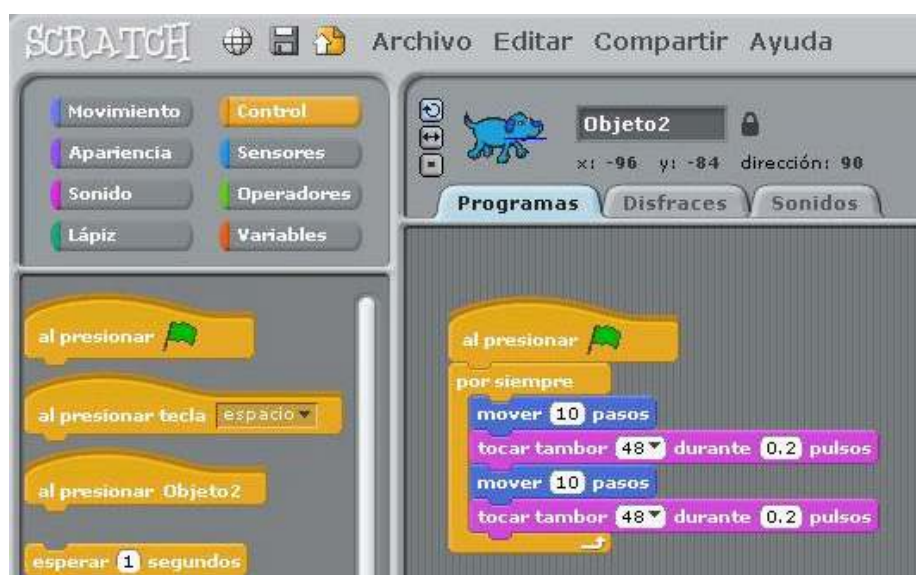 SCRATCH Archivo Editar Compartir Ayuda
Movimiento Control
Apariencia Sensores
Sonido Operadores
Lápiz Variables
Objeto2
x: -96 y: -84 dirección: 90
Programas Disfraces Sonidos
al presionar
al presionar tecla espacio
al presionar Objeto2
esperar 1 segundos
al presionar
por siempre
mover 10 pasos
tocar tambor 48 durante 0.2 pulsos
mover 10 pasos
tocar tambor 48 durante 0.2 pulsos